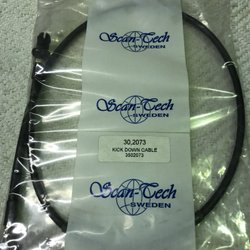 Scan-Tech
SWEDEN
Scan-Tech
SWEDEN
30,2073
KICK DOWN CABLE
3502073
Scan-Tech
SWEDEN